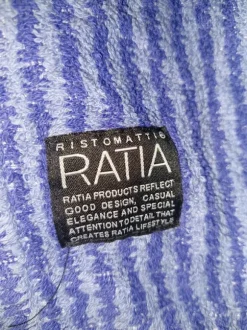 RISTOMATTI
RATIA
RATIA PRODUCTS REFLECT
GOOD DESIGN, CASUAL
ELEGANCE AND SPECIAL
ATTENTION TO DETAIL THAT
CREATES RATIA LIFESTYLE